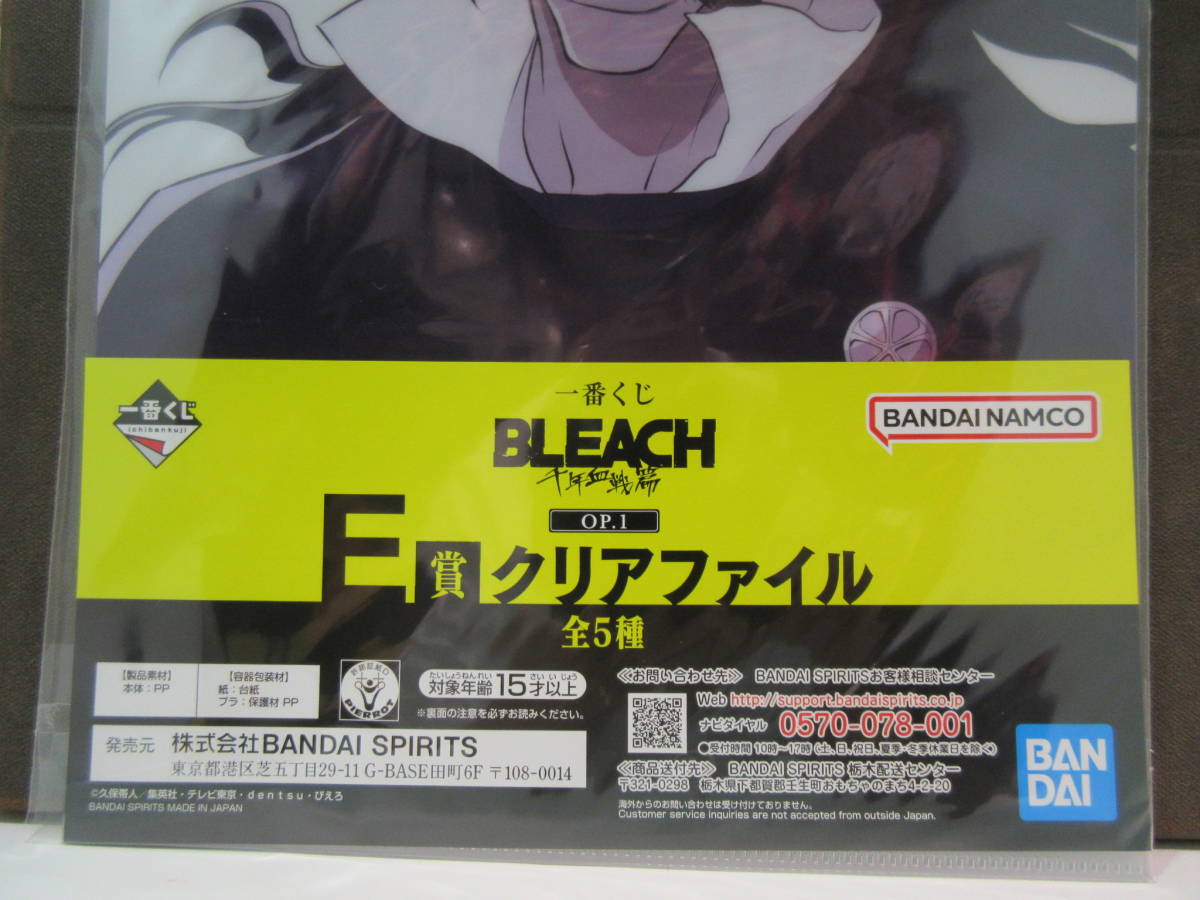 一番くじ
ichibankuji
一番くじ
BLEACH
千年血戦篇
OP.1
BANDAI NAMCO
E賞クリアファイル
全5種
【製品素材】
本体：PP
【容器包装材】
紙：台紙
プラ：保護材 PP
PIERROT
たいしょうねんれい さい いじょう
対象年齢 15才以上
※裏面の注意を必ずお読みください。
発売元 株式会社BANDAI SPIRITS
東京都港区芝五丁目29-11 G-BASE田町6F 〒108-0014
©久保帯人／集英社・テレビ東京・dentsu・ぴえろ
BANDAI SPIRITS MADE IN JAPAN
≪お問い合わせ先≫ BANDAI SPIRITSお客様相談センター
Web http://support.bandaispirits.co.jp
ナビダイヤル 0570-078-001
●受付時間 10時～17時（土、日、祝日、夏季・冬季休業日を除く）
≪商品送付先≫ BANDAI SPIRITS 栃木配送センター
〒321-0298 栃木県下都賀郡壬生町おもちゃのまち4-2-20
海外からのお問い合わせは受け付けておりません。
Customer service inquiries are not accepted from outside Japan.
BAN
DAI